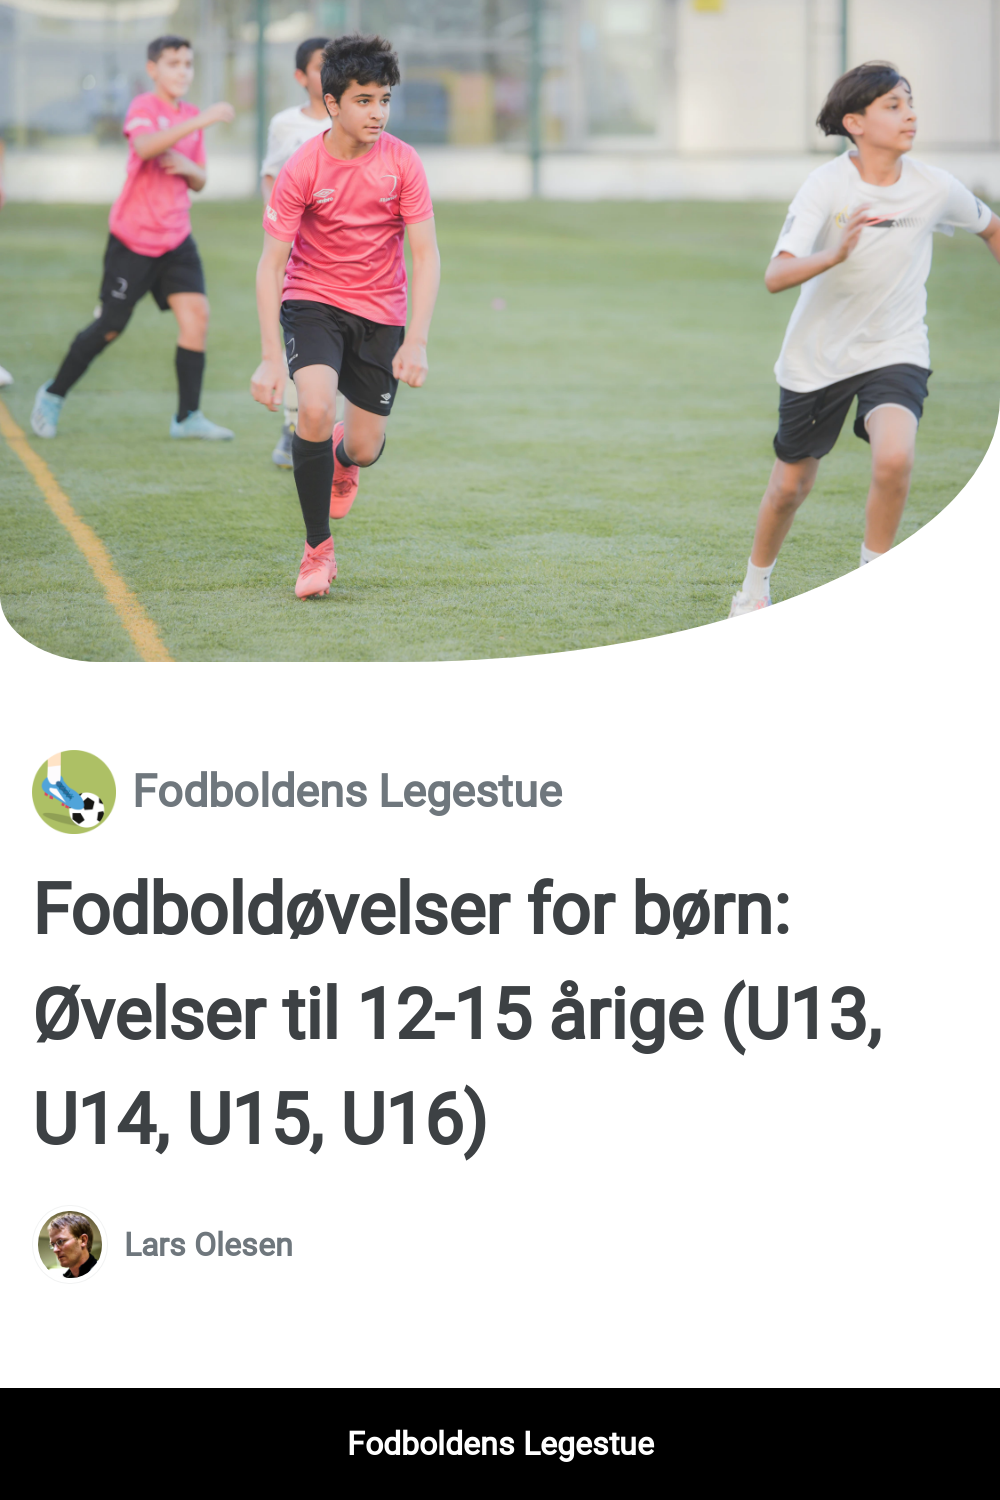 Fodboldens Legestue
Fodboldøvelser for børn:
Øvelser til 12-15 årige (U13,
U14, U15, U16)
Lars Olesen
Fodboldens Legestue